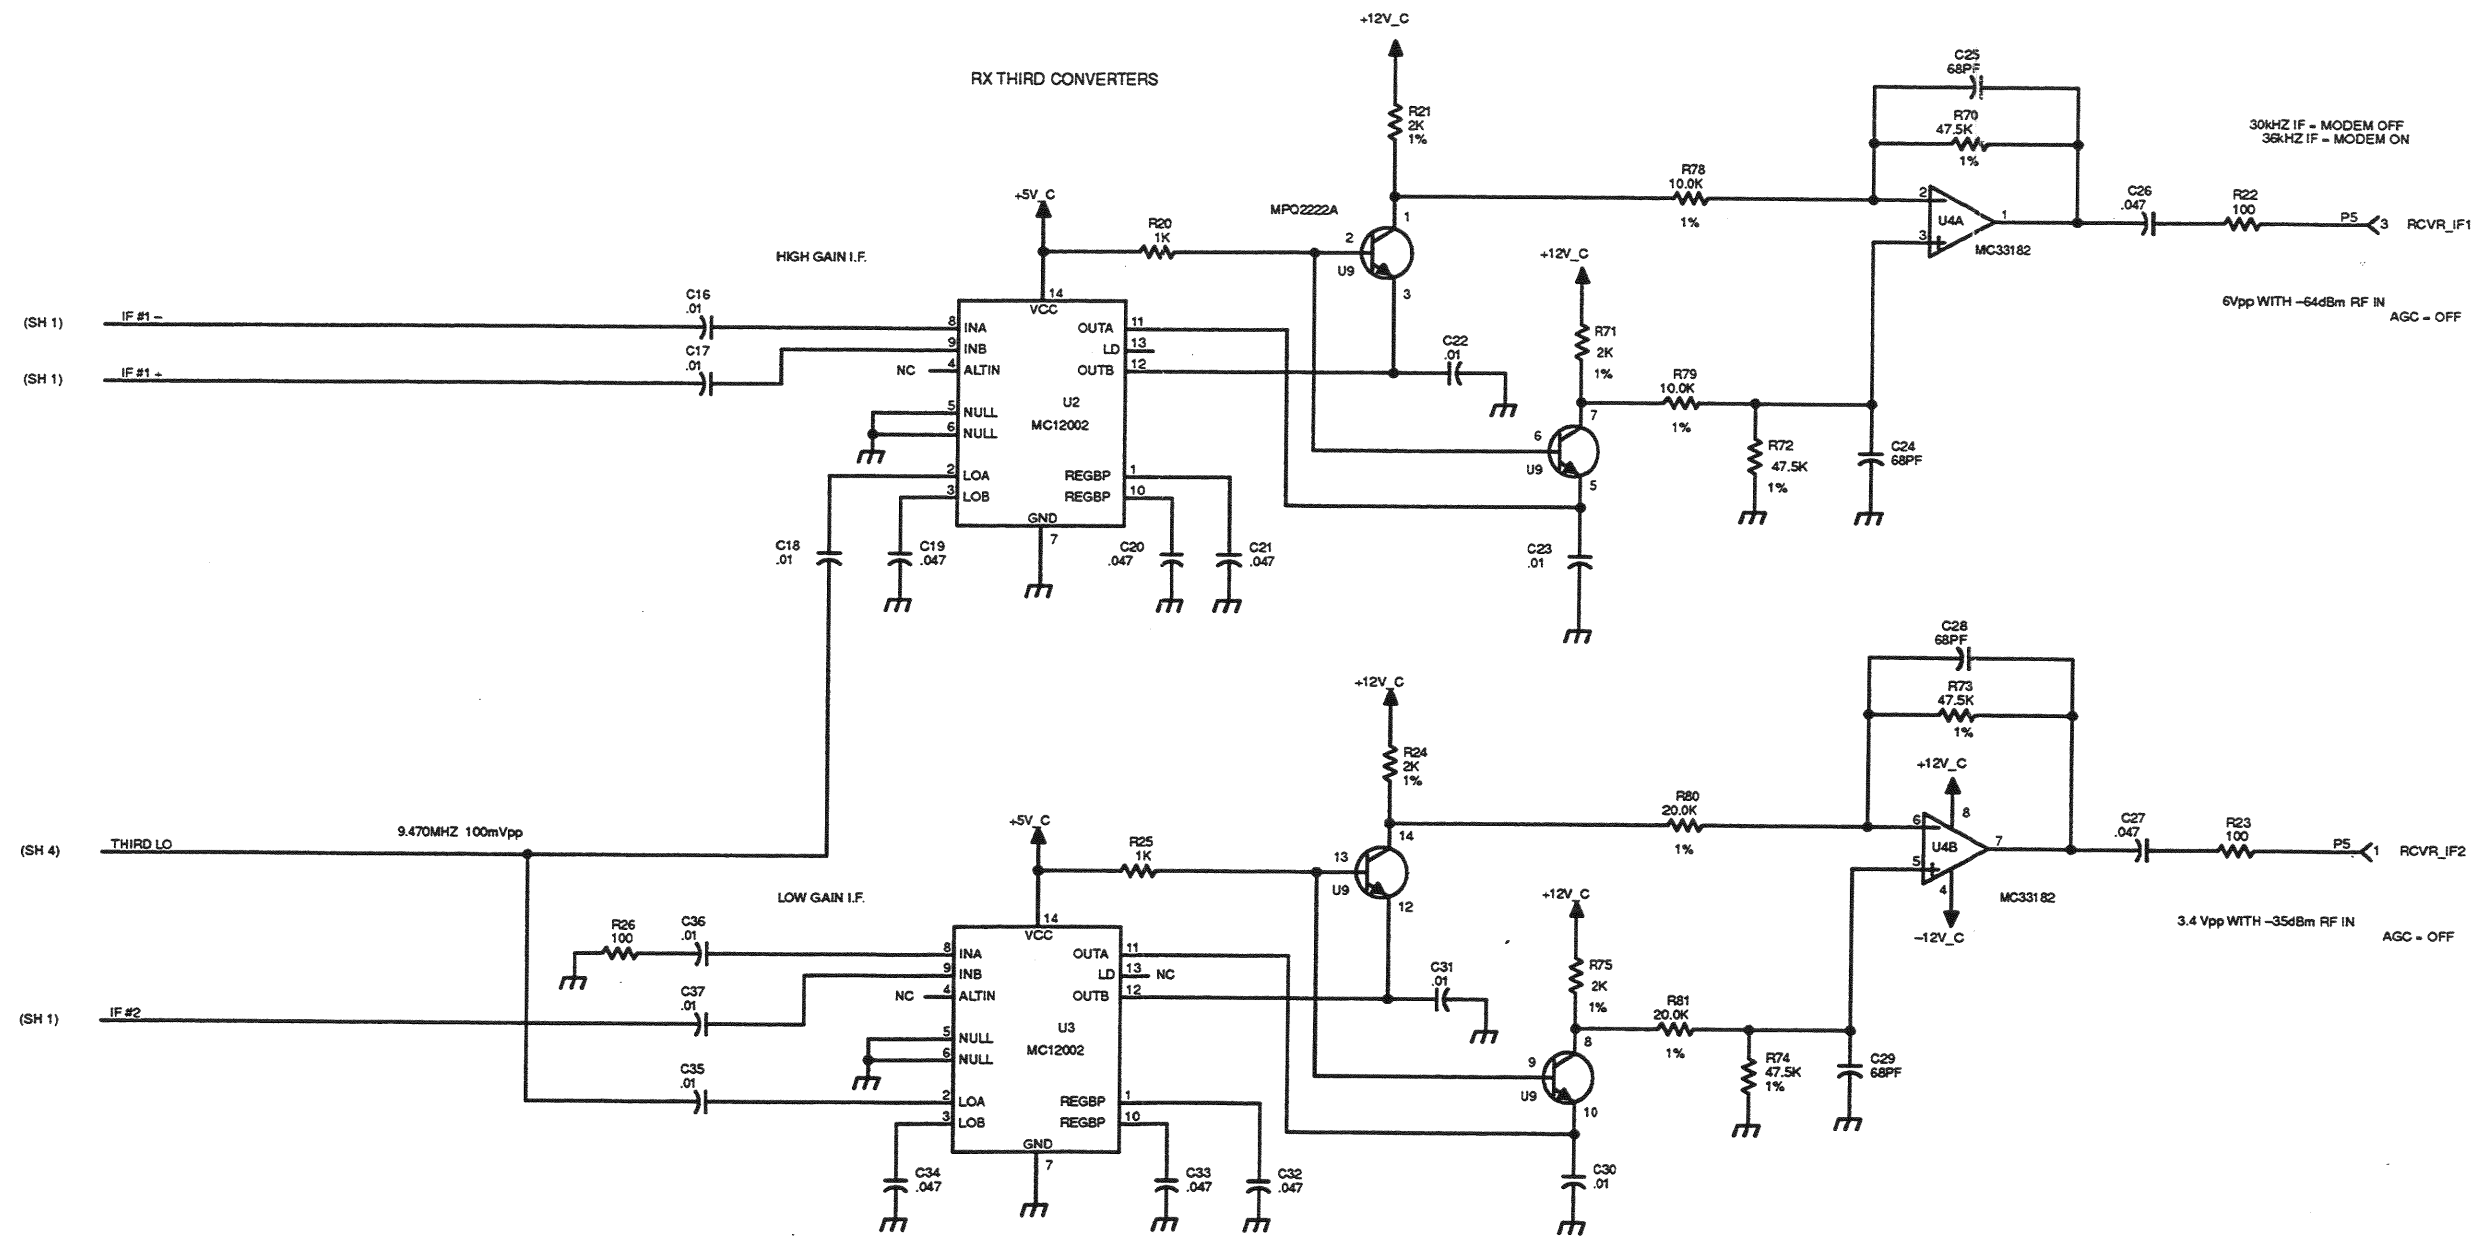 RX THIRD CONVERTERS
+12V_C
R21
2K
1%
C25
68PF
R70
47.5K
1%
30kHZ IF = MODEM OFF
36kHZ IF = MODEM ON
R78
10.0K
1%
MPQ2222A
1
2
U9
3
2
3
U4A
1
MC33182
C26
.047
R22
100
P5
3
RCVR_IF1
6Vpp WITH -64dBm RF IN
AGC = OFF
+5V_C
R20
1K
HIGH GAIN I.F.
(SH 1)
IF #1 -
C16
.01
(SH 1)
IF #1 +
C17
.01
14
VCC
8
INA
9
INB
NC
4
ALTIN
5
NULL
6
NULL
2
LOA
3
LOB
OUTA
11
LD
13
OUTB
12
U2
MC12002
REGBP
1
REGBP
10
GND
7
C22
.01
+12V_C
R71
2K
1%
R79
10.0K
1%
7
6
U9
5
R72
47.5K
1%
C24
68PF
C18
.01
C19
.047
C20
.047
C21
.047
C23
.01
C28
68PF
R73
47.5K
1%
+12V_C
R24
2K
1%
R80
20.0K
1%
14
13
U9
12
+12V_C
8
6
5
U4B
7
4
-12V_C
MC33182
C27
.047
R23
100
P5
1
RCVR_IF2
3.4 Vpp WITH -35dBm RF IN
AGC = OFF
(SH 4)
THIRD LO
9.470MHZ 100mVpp
+5V_C
R25
1K
LOW GAIN I.F.
R26
100
C36
.01
(SH 1)
IF #2
C37
.01
C35
.01
14
VCC
8
INA
9
INB
NC
4
ALTIN
5
NULL
6
NULL
2
LOA
3
LOB
OUTA
11
LD
13
NC
OUTB
12
U3
MC12002
REGBP
1
REGBP
10
GND
7
C31
.01
+12V_C
R75
2K
1%
R81
20.0K
1%
8
9
U9
10
R74
47.5K
1%
C29
68PF
C34
.047
C33
.047
C32
.047
C30
.01